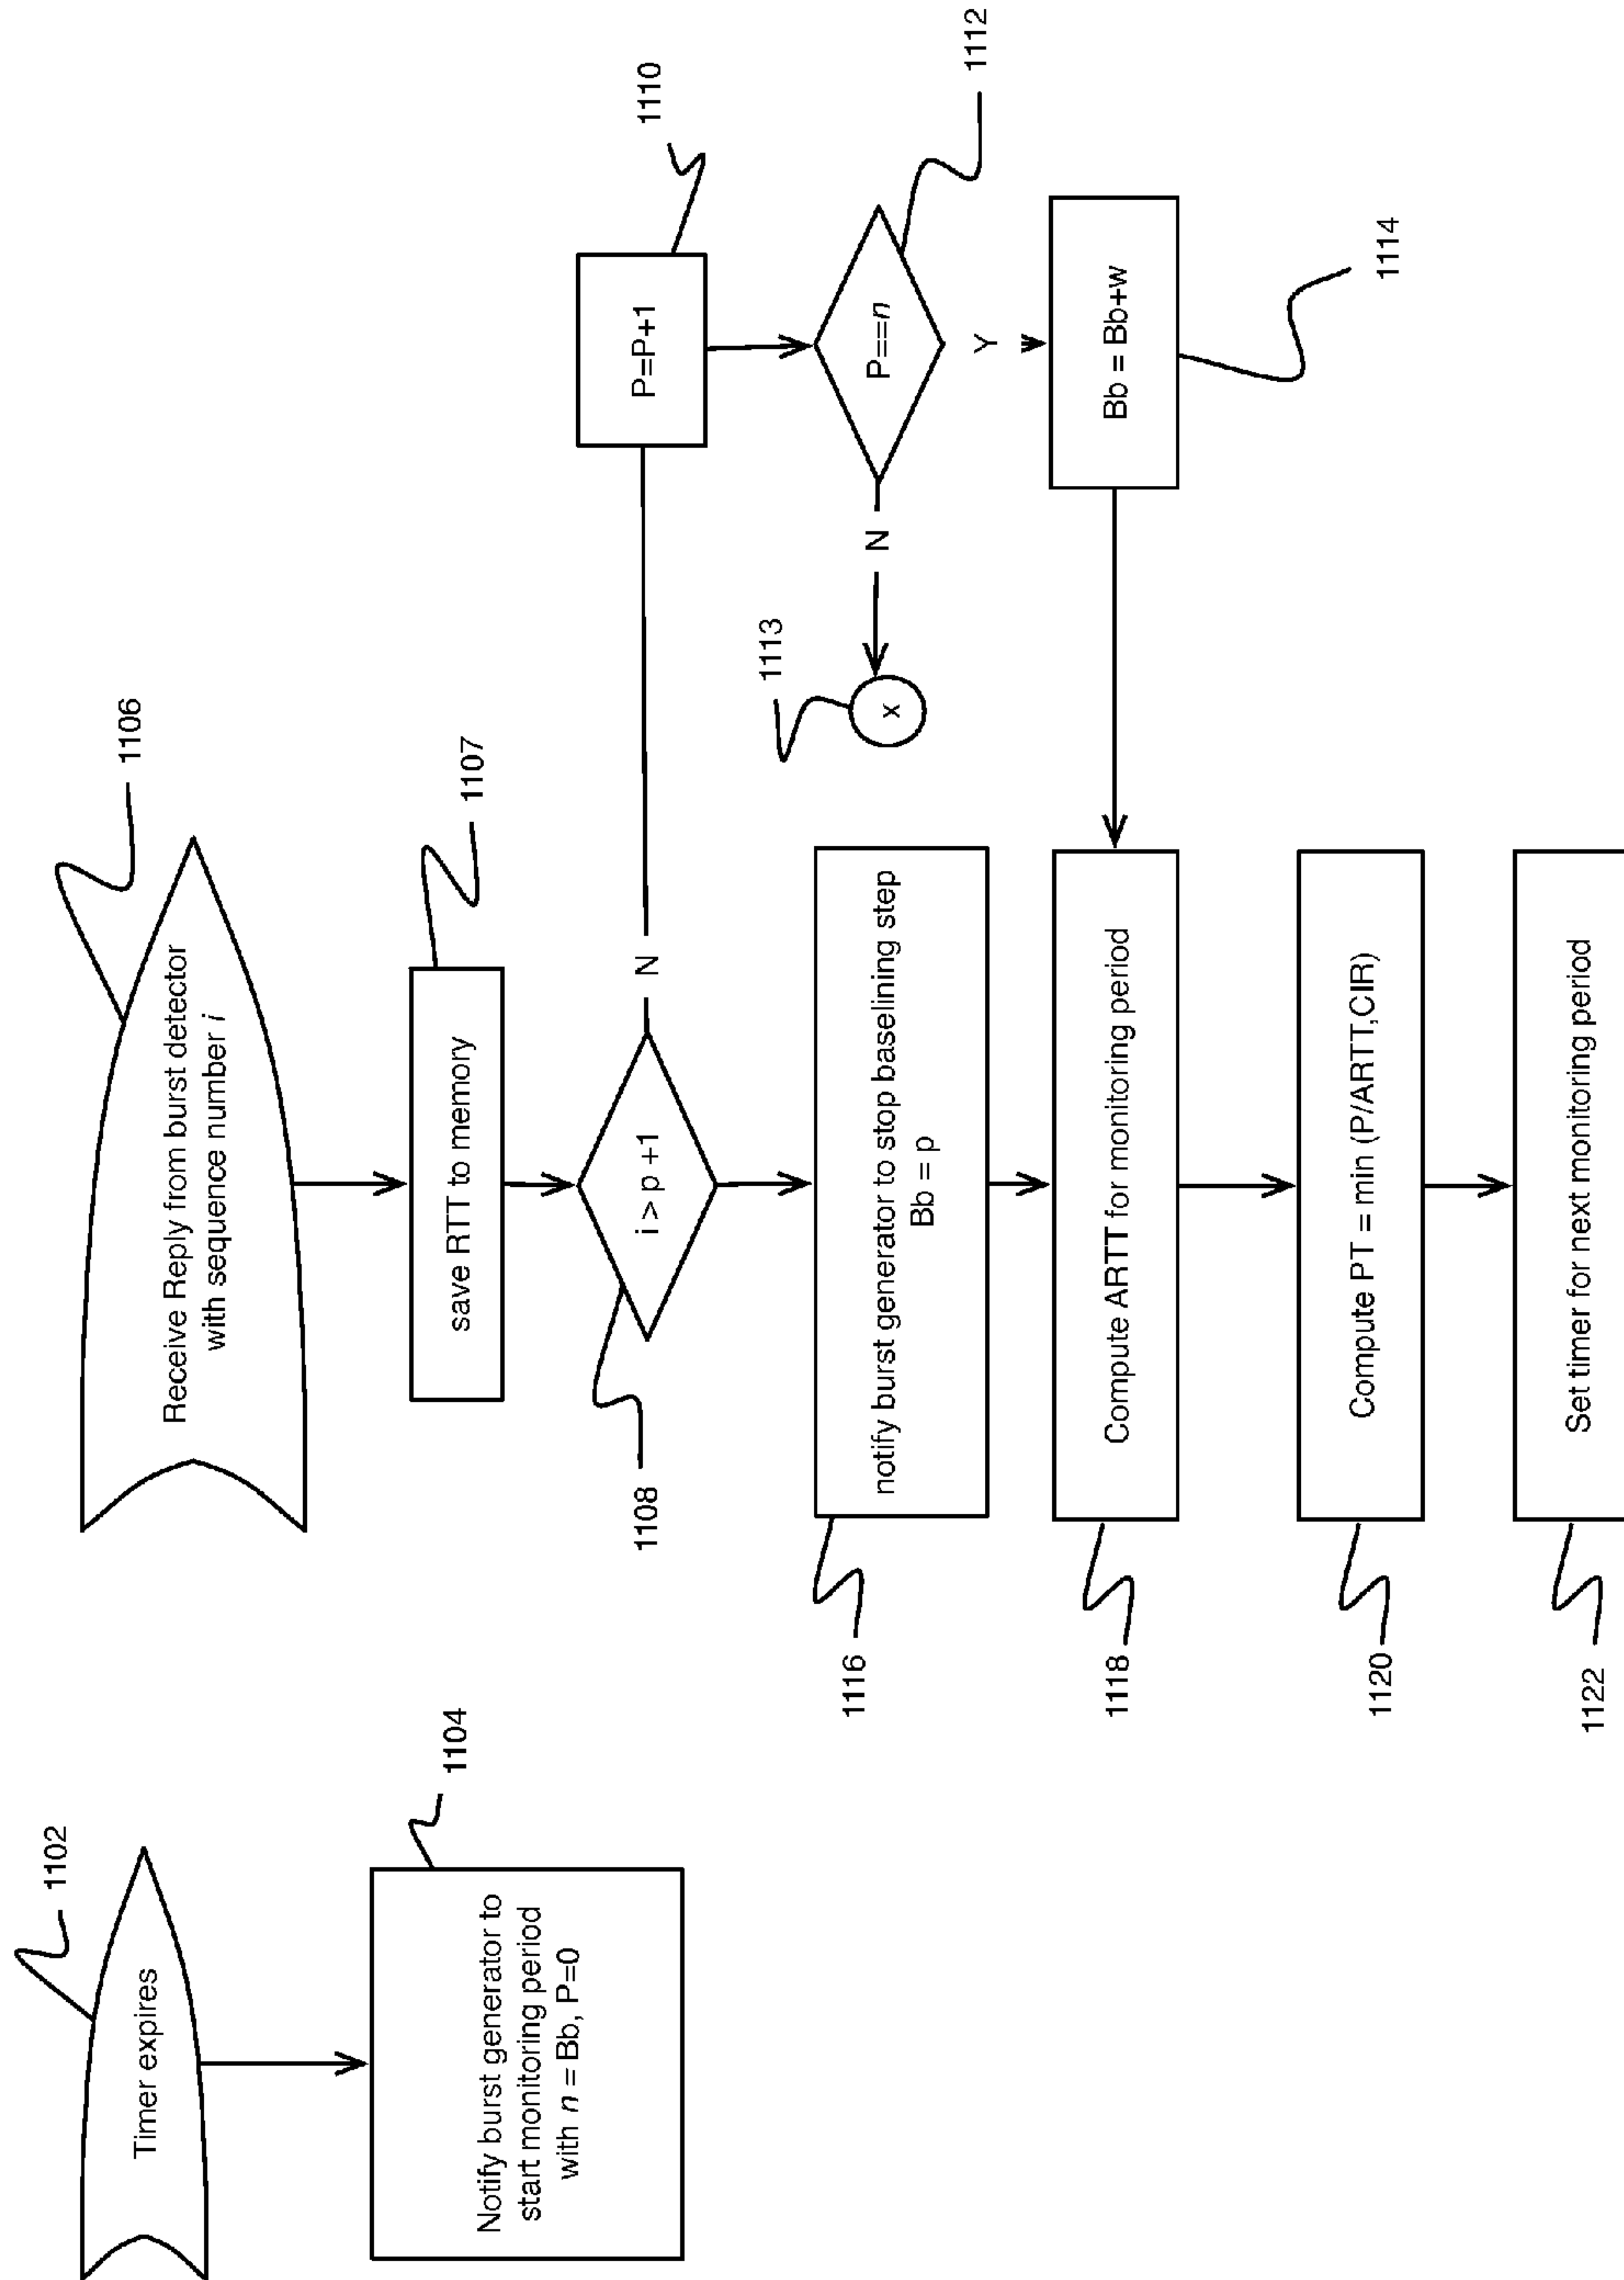 1102
Timer expires
1104
Notify burst generator to
start monitoring period
with n = Bb, P=0
1106
Receive Reply from burst detector
with sequence number i
1107
save RTT to memory
1108
i > p +1
N
1110
P=P+1
1112
P==n
N
1113
x
Y
1114
Bb = Bb+w
1116
notify burst generator to stop baselining step
Bb = p
1118
Compute ARTT for monitoring period
1120
Compute PT = min (P/ARTT,CIR)
1122
Set timer for next monitoring period